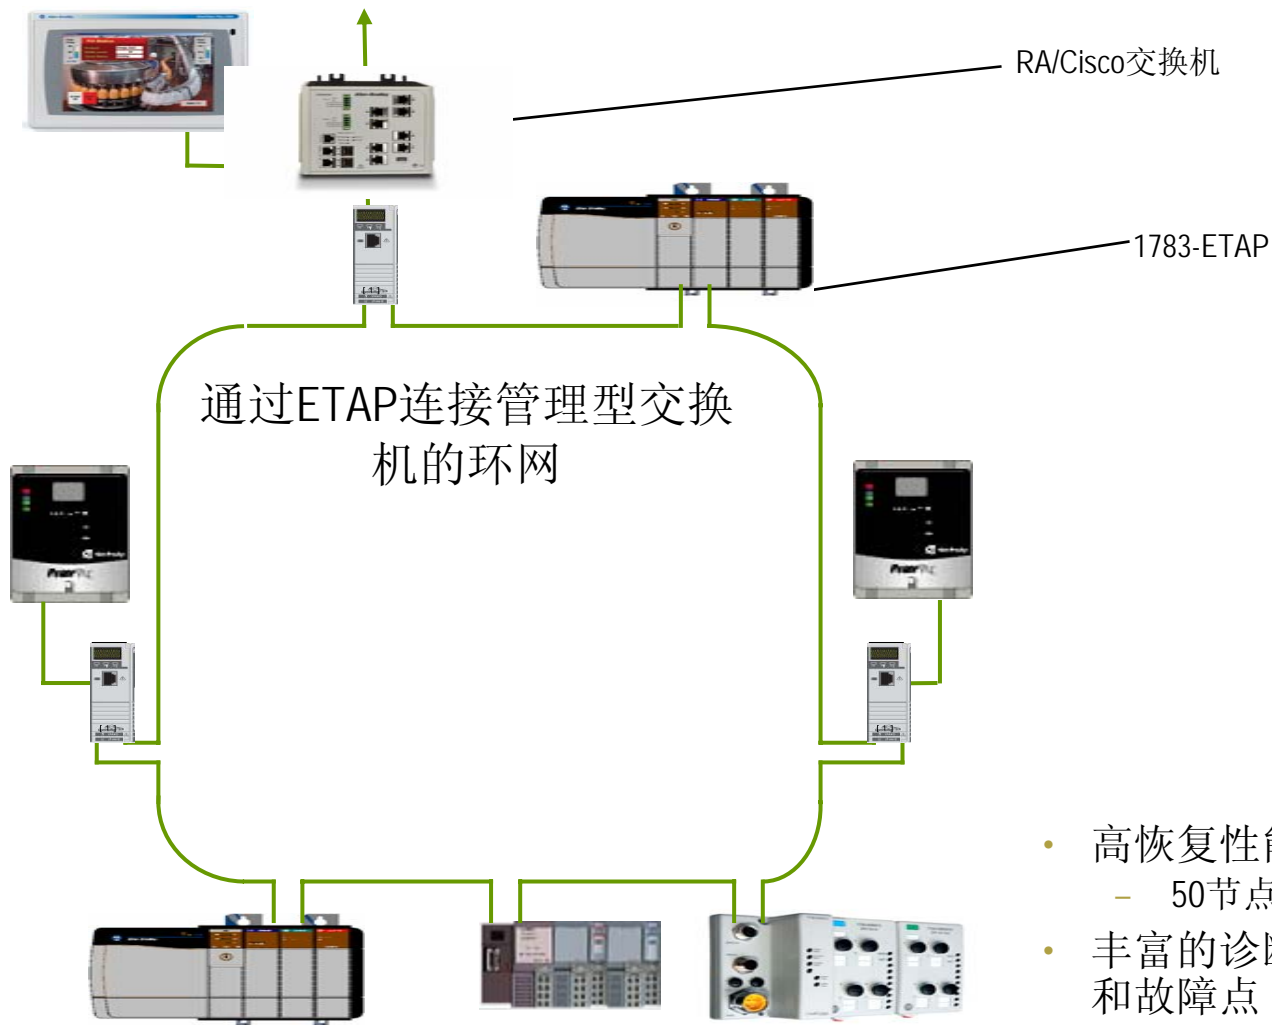 RA/Cisco交换机
1783-ETAP
通过ETAP连接管理型交换
机的环网
• 高恢复性能
– 50节点
• 丰富的诊断
和故障点